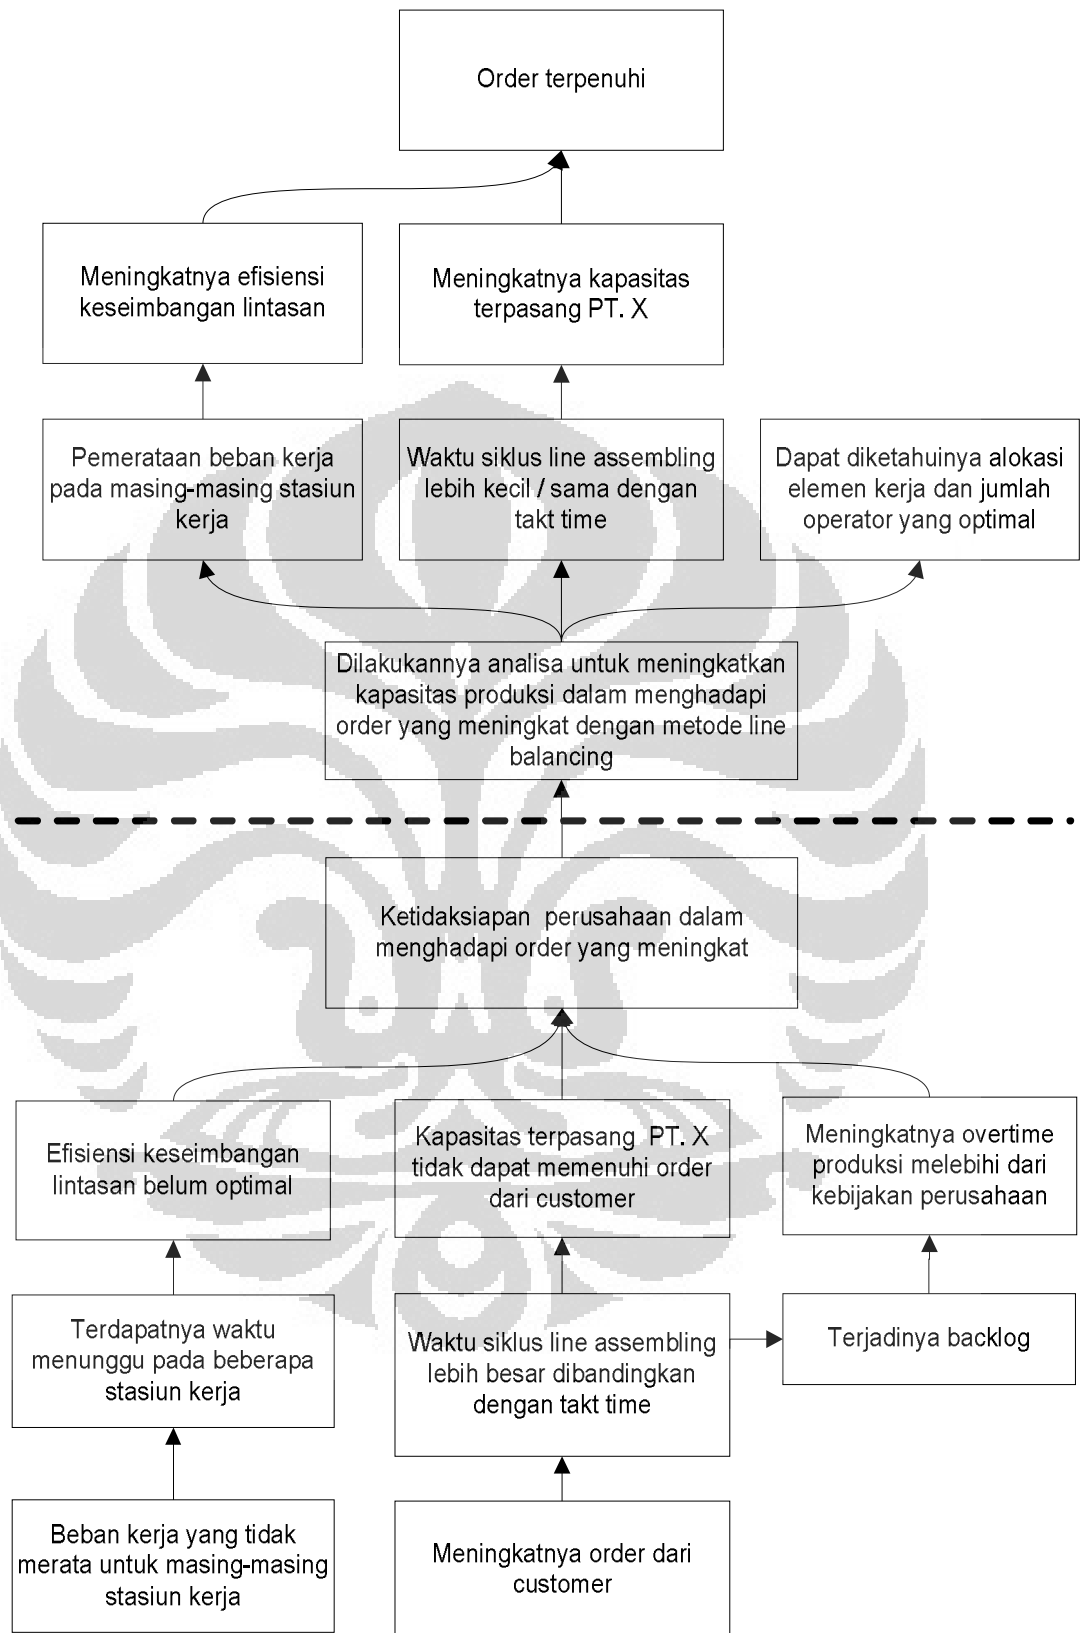 Order terpenuhi
Meningkatnya efisiensi
keseimbangan lintasan
Meningkatnya kapasitas
terpasang PT. X
Pemerataan beban kerja
pada masing-masing stasiun
kerja
Waktu siklus line assembling
lebih kecil / sama dengan
takt time
Dapat diketahuinya alokasi
elemen kerja dan jumlah
operator yang optimal
Dilakukannya analisa untuk meningkatkan
kapasitas produksi dalam menghadapi
order yang meningkat dengan metode line
balancing
Ketidaksiapan perusahaan dalam
menghadapi order yang meningkat
Efisiensi keseimbangan
lintasan belum optimal
Kapasitas terpasang PT. X
tidak dapat memenuhi order
dari customer
Meningkatnya overtime
produksi melebihi dari
kebijakan perusahaan
Terdapatnya waktu
menunggu pada beberapa
stasiun kerja
Waktu siklus line assembling
lebih besar dibandingkan
dengan takt time
Terjadinya backlog
Beban kerja yang tidak
merata untuk masing-masing
stasiun kerja
Meningkatnya order dari
customer